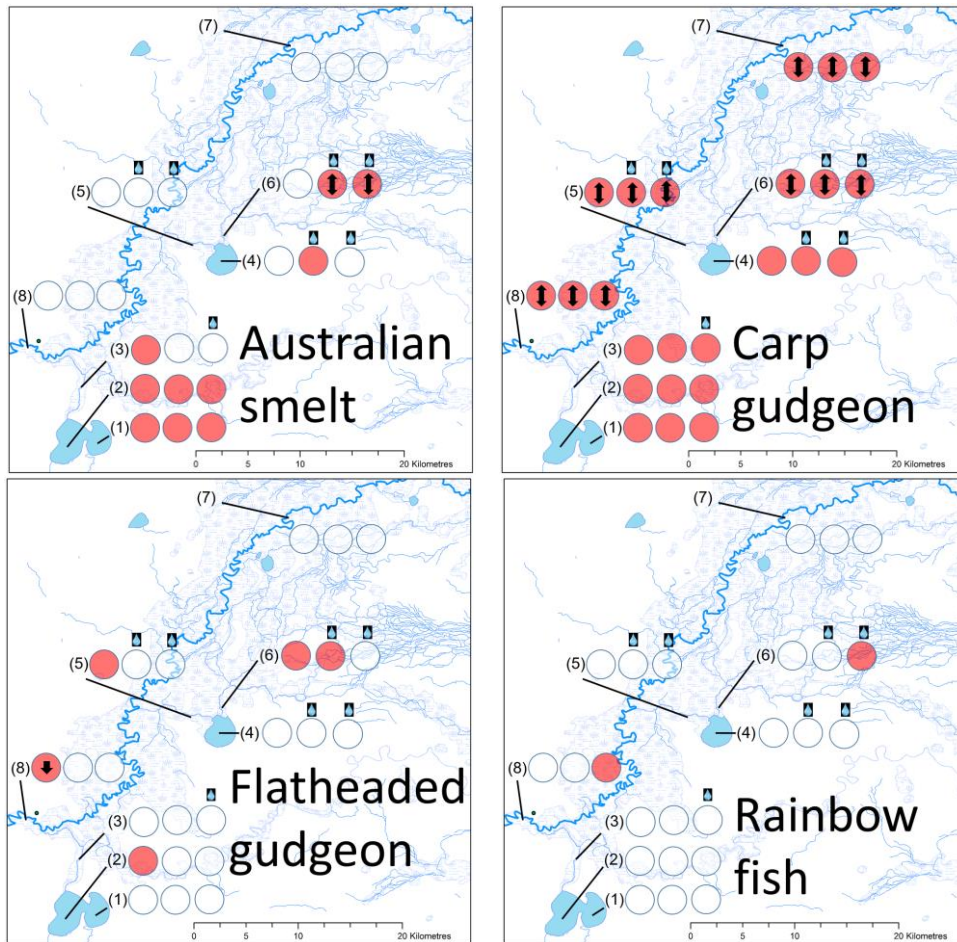 (7)
(5)
(6)
(4)
(8)
(3)
(2)
(1)
Australian
smelt
0 5 10 20 Kilometres
(7)
(5)
(6)
(4)
(8)
(3)
(2)
(1)
Carp
gudgeon
0 5 10 20 Kilometres
(7)
(5)
(6)
(4)
(8)
(3)
(2)
(1)
Flatheaded
gudgeon
0 5 10 20 Kilometres
(7)
(5)
(6)
(4)
(8)
(3)
(2)
(1)
Rainbow
fish
0 5 10 20 Kilometres